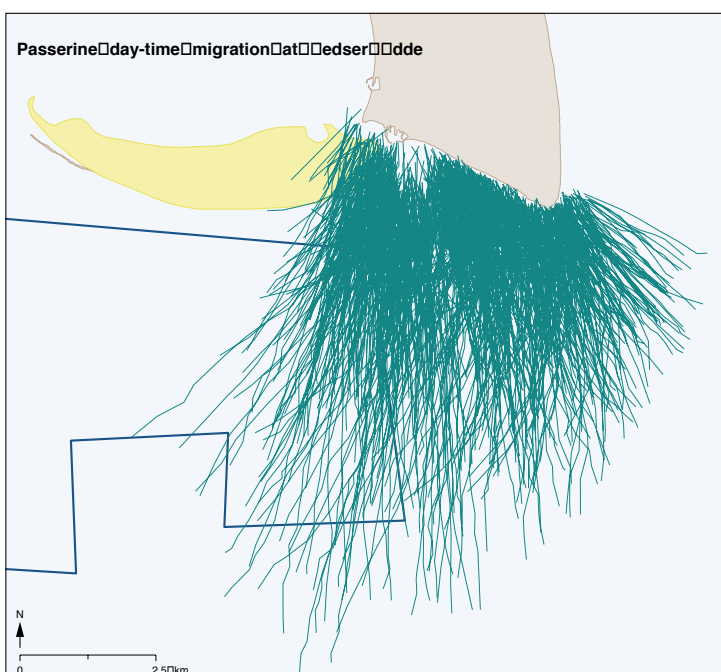 Passerine□day-time□migration□at□□edser□□dde
N
0 2.5□km